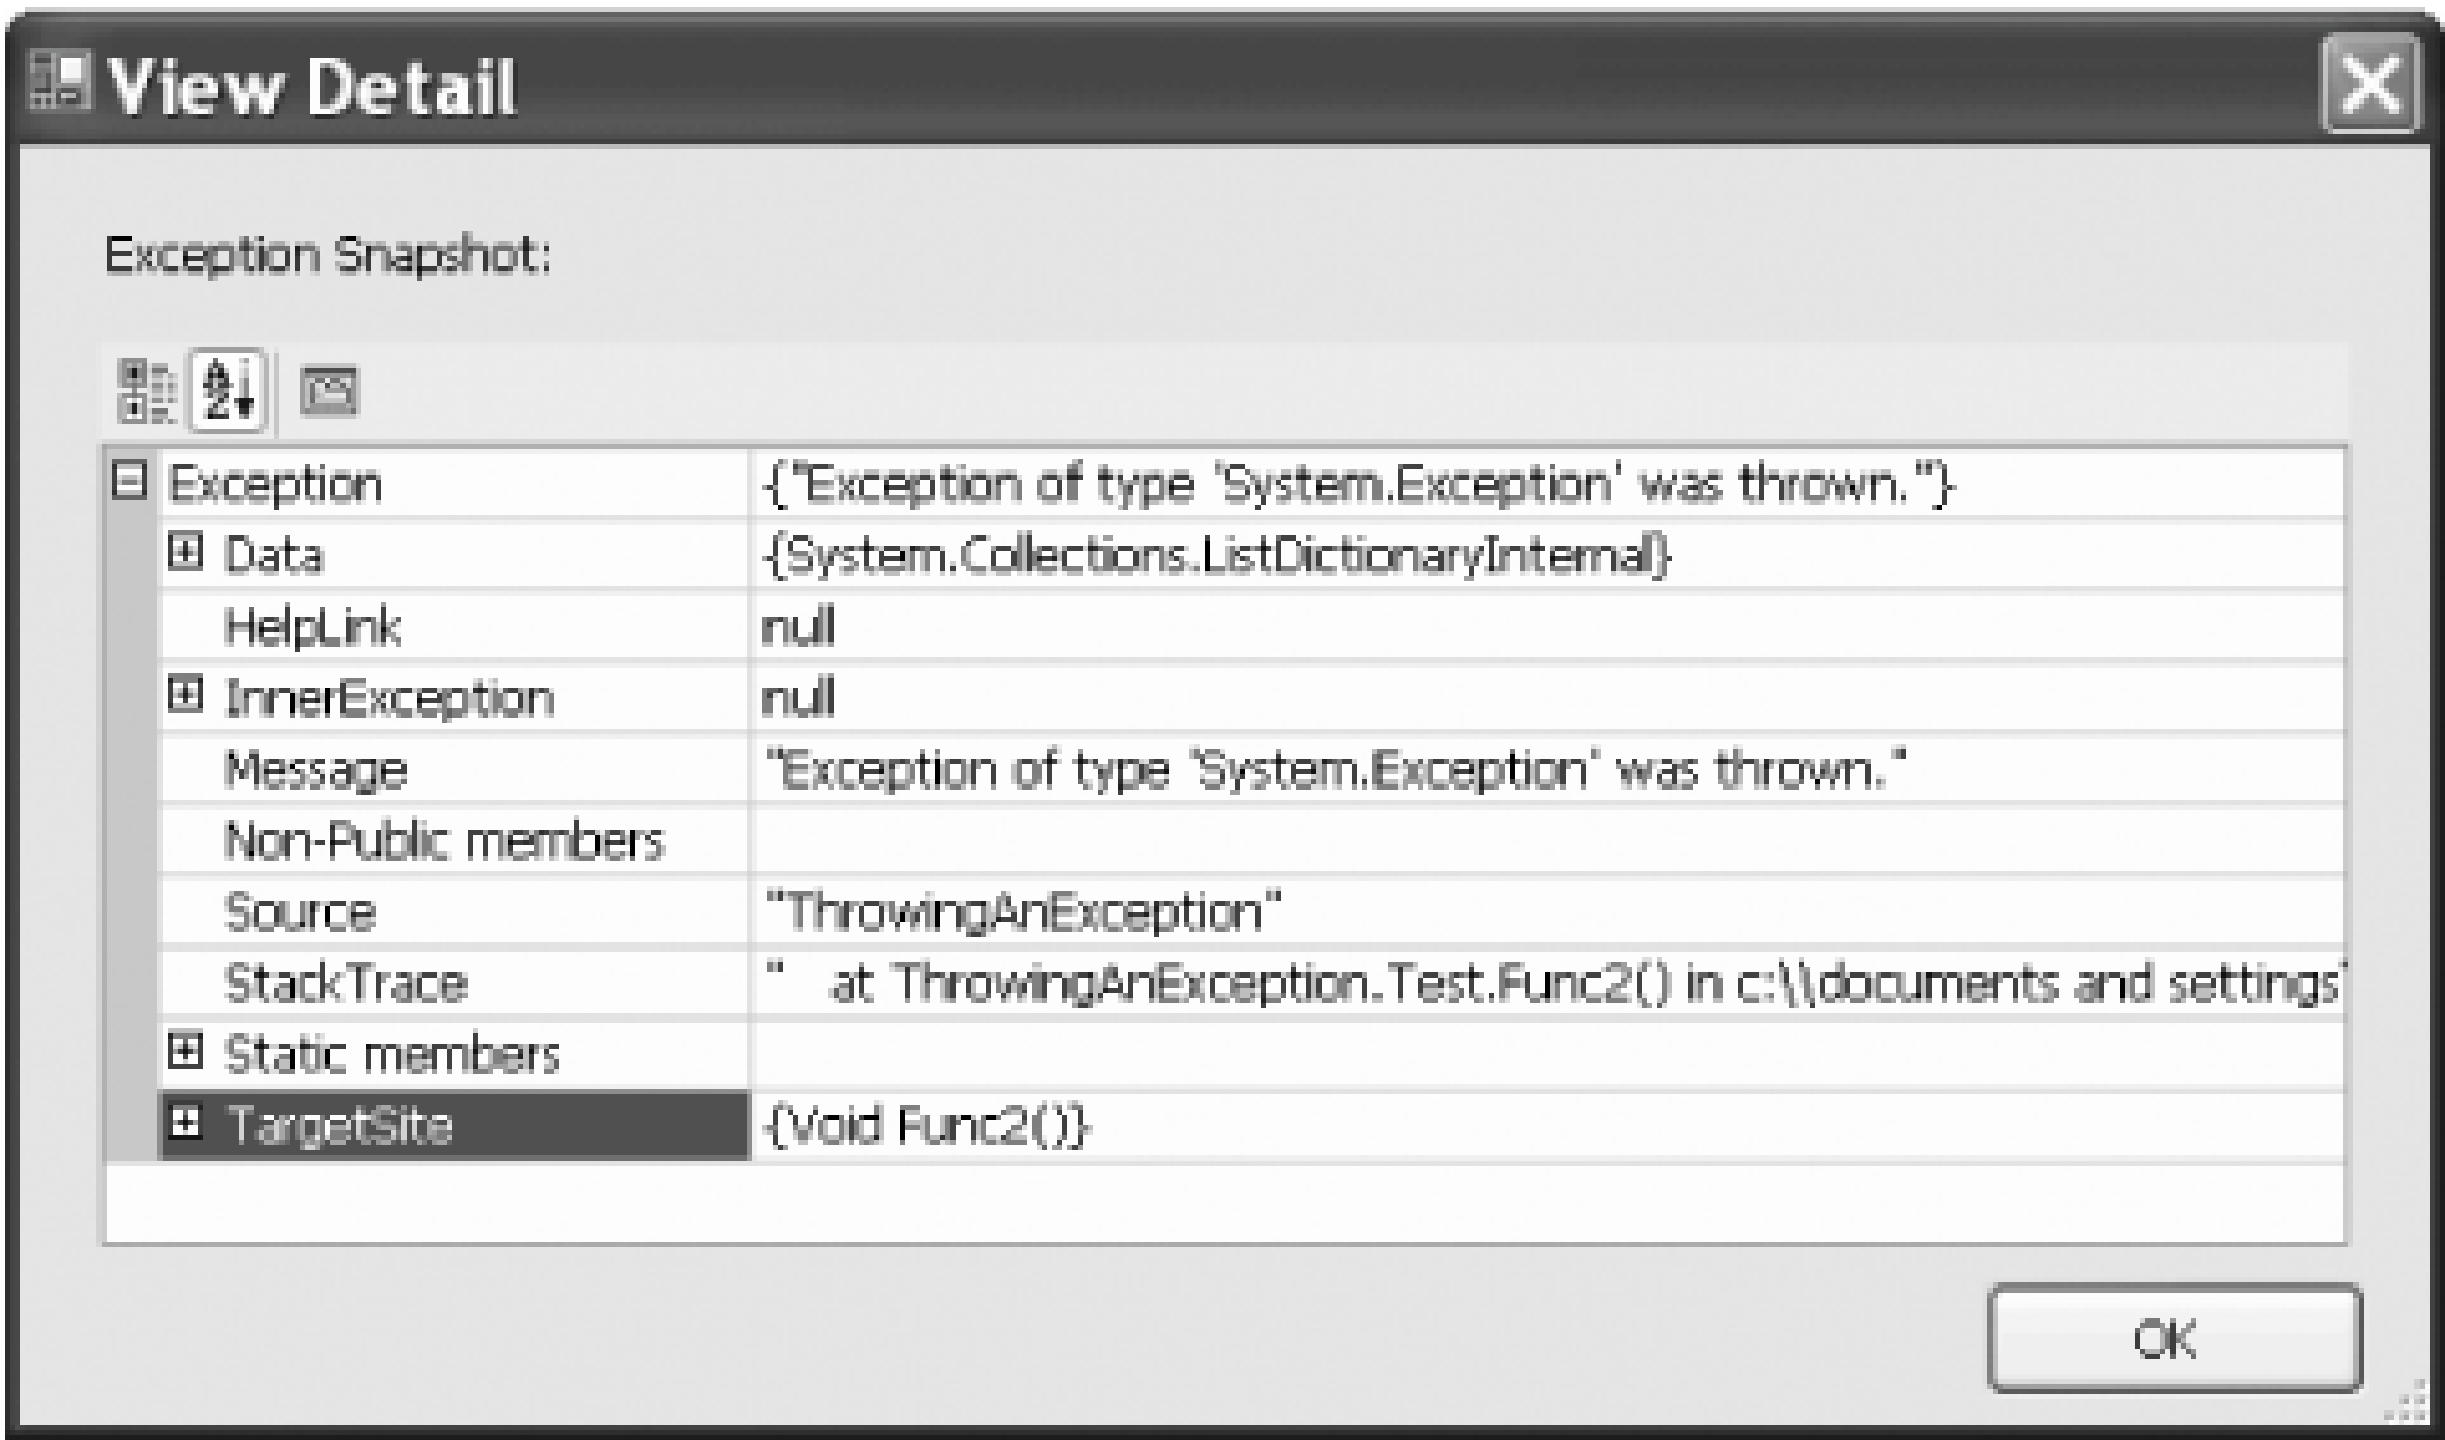 View Detail
Exception Snapshot:
Exception {"Exception of type 'System.Exception' was thrown."}
Data {System.Collections.ListDictionaryInternal}
HelpLink null
InnerException null
Message "Exception of type 'System.Exception' was thrown."
Non-Public members
Source "ThrowingAnException"
StackTrace "   at ThrowingAnException.Test.Func2() in c:\\documents and settings\
Static members
TargetSite {Void Func2()}
OK